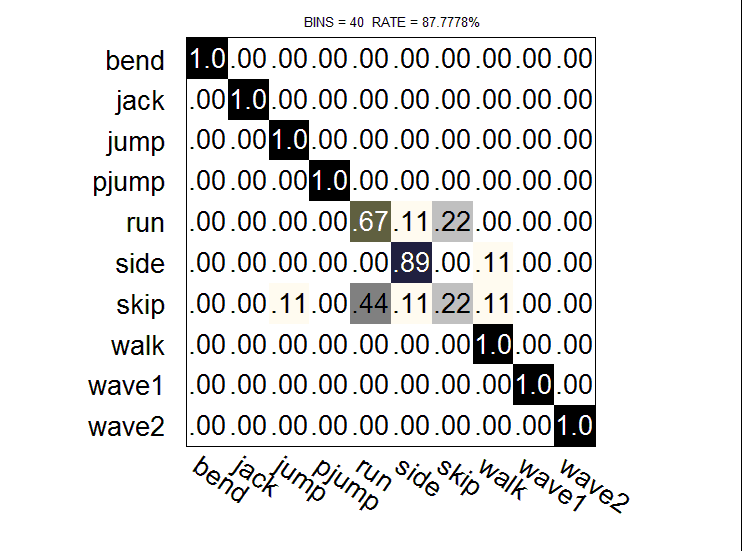 BINS = 40 RATE = 87.7778%
bend 1.0 .00 .00 .00 .00 .00 .00 .00 .00 .00
jack .00 1.0 .00 .00 .00 .00 .00 .00 .00 .00
jump .00 .00 1.0 .00 .00 .00 .00 .00 .00 .00
pjump .00 .00 .00 1.0 .00 .00 .00 .00 .00 .00
run .00 .00 .00 .00 .67 .11 .22 .00 .00 .00
side .00 .00 .00 .00 .00 .89 .00 .11 .00 .00
skip .00 .00 .11 .00 .44 .11 .22 .11 .00 .00
walk .00 .00 .00 .00 .00 .00 .00 1.0 .00 .00
wave1 .00 .00 .00 .00 .00 .00 .00 .00 1.0 .00
wave2 .00 .00 .00 .00 .00 .00 .00 .00 .00 1.0
bend jack jump pjump run side skip walk wave1 wave2